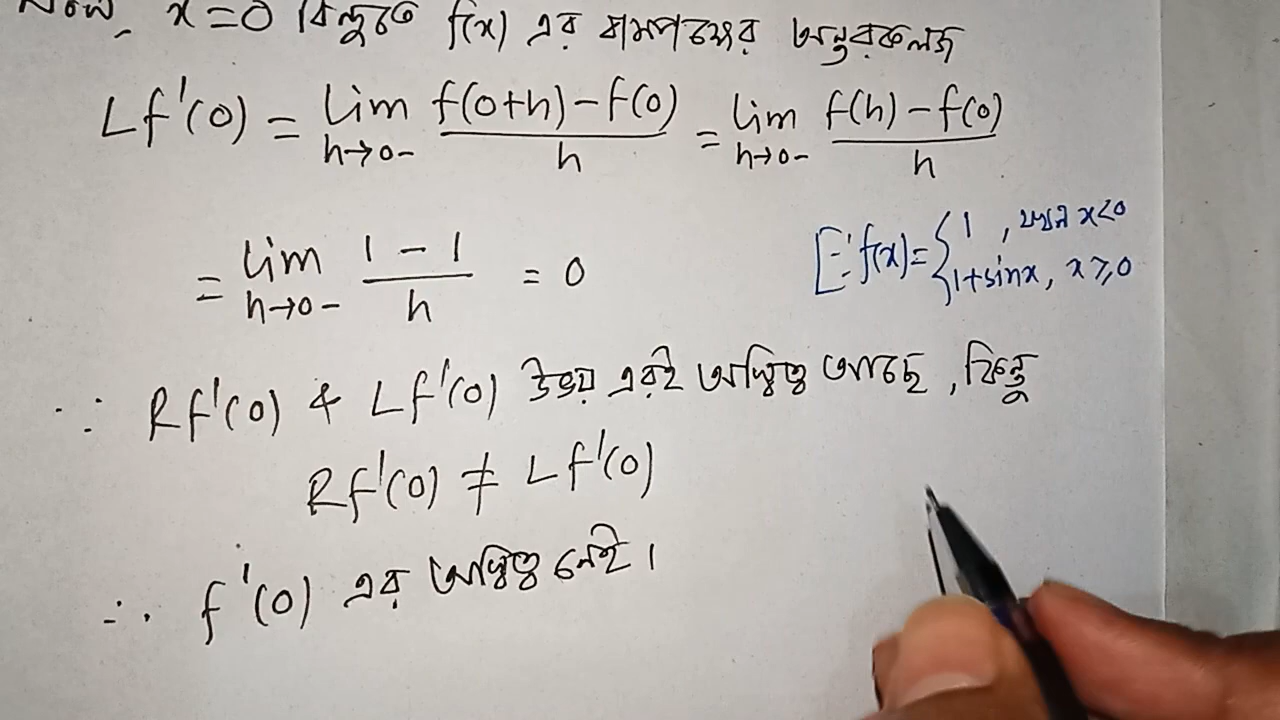 x=0 বিন্দুতে f(x) এর বামপক্ষের অন্তরকলজ
Lf'(0) = lim h→0- f(0+h)-f(0) / h = lim h→0- f(h)-f(0) / h
= lim h→0- 1-1 / h = 0
[∵ f(x)= { 1, যখন x<0
1+sinx, x≥0
∵ Rf'(0) & Lf'(0) উভয় এরই অস্তিত্ব আছে, কিন্তু
Rf'(0) ≠ Lf'(0)
∴ f'(0) এর অস্তিত্ব নেই।